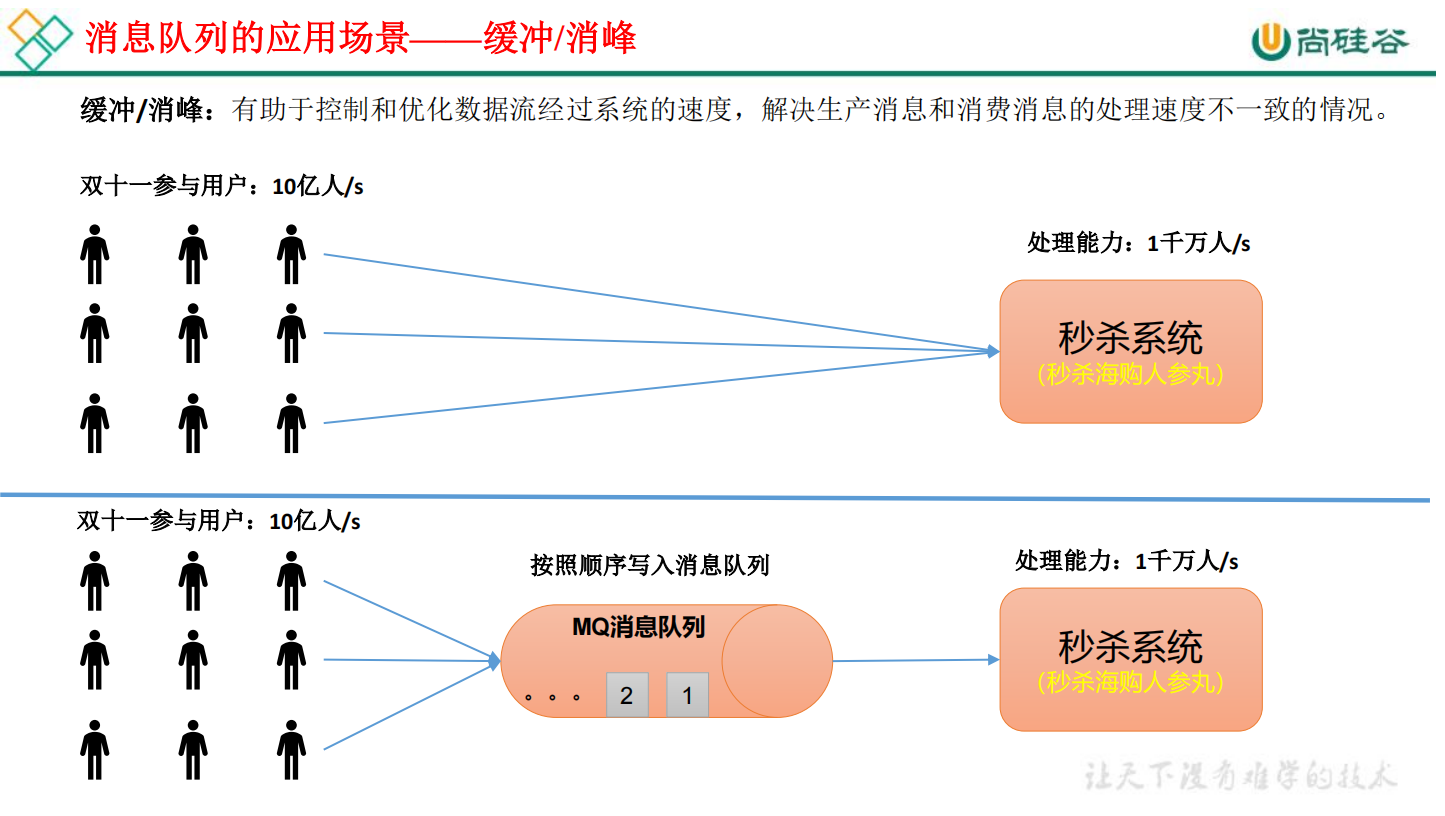 消息队列的应用场景——缓冲/消峰
尚硅谷
缓冲/消峰：有助于控制和优化数据流经过系统的速度，解决生产消息和消费消息的处理速度不一致的情况。
双十一参与用户：10亿人/s
处理能力：1千万人/s
秒杀系统
(秒杀海购人参丸)
双十一参与用户：10亿人/s
按照顺序写入消息队列
处理能力：1千万人/s
MQ消息队列
。。。 2 1
秒杀系统
(秒杀海购人参丸)
让天下没有难学的技术